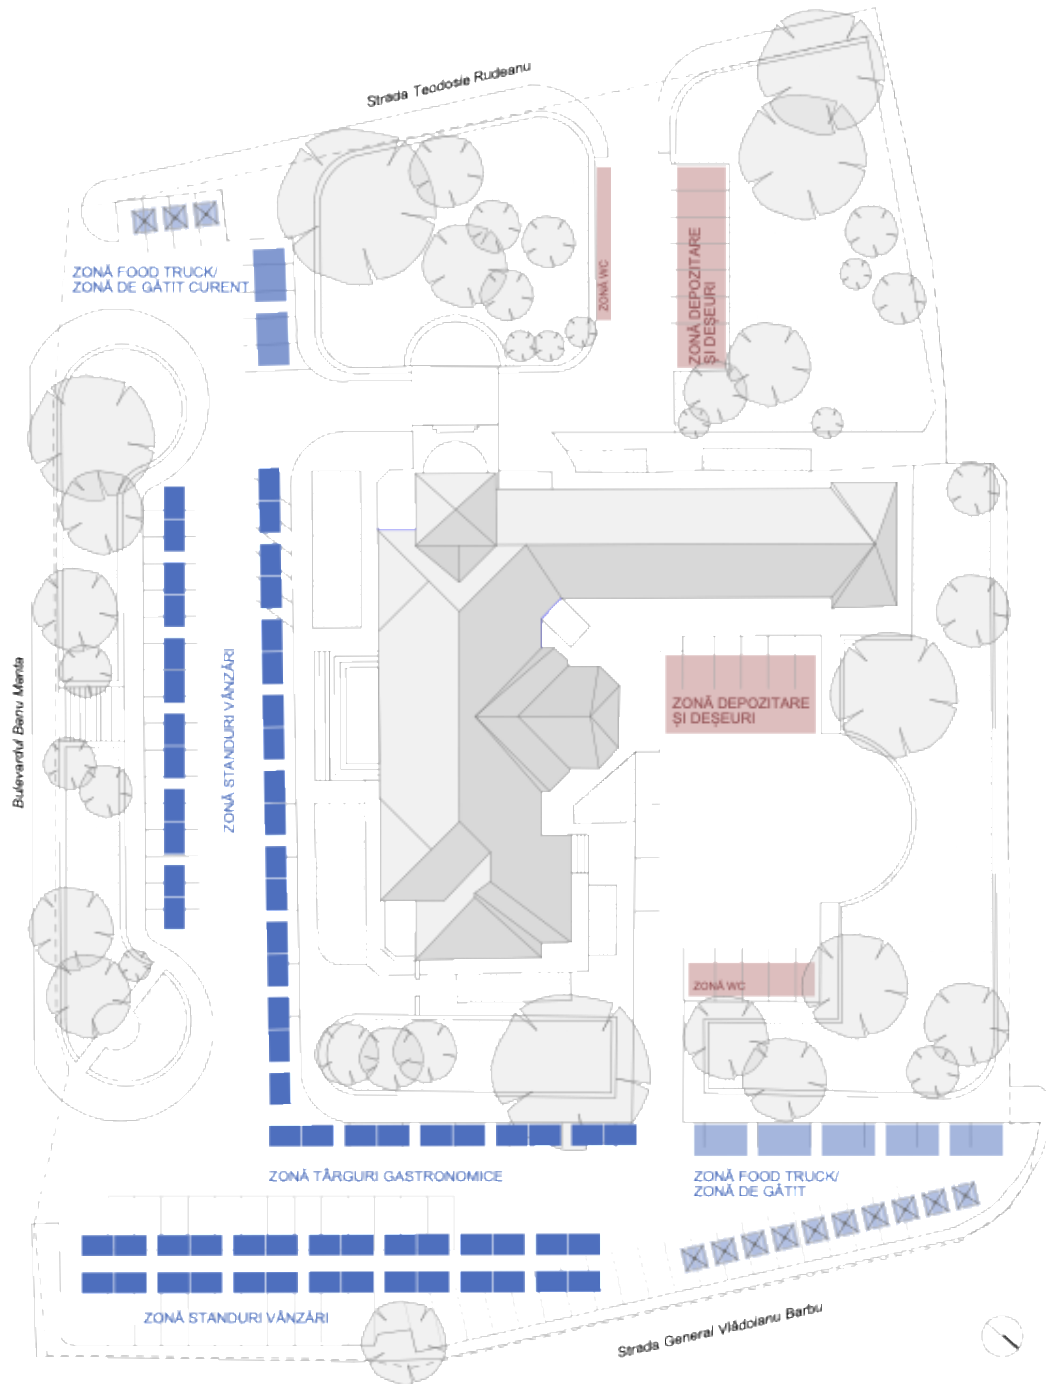 Strada Teodosie Rudeanu
ZONĂ FOOD TRUCK/
ZONĂ DE GĂTIT CURENT
ZONĂ WC
ZONĂ DEPOZITARE
ȘI DEȘEURI
Bulevardul Banu Manta
ZONĂ STANDURI VÂNZĂRI
ZONĂ DEPOZITARE
ȘI DEȘEURI
ZONĂ WC
ZONĂ TÂRGURI GASTRONOMICE
ZONĂ FOOD TRUCK/
ZONĂ DE GĂTIT
ZONĂ STANDURI VÂNZĂRI
Strada General Vlădoianu Barbu